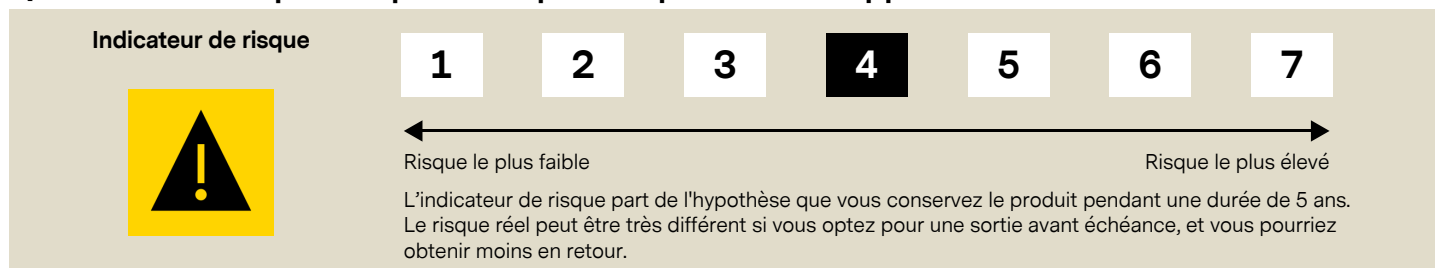 Indicateur de risque
1 2 3 4 5 6 7
Risque le plus faible
Risque le plus élevé
L’indicateur de risque part de l'hypothèse que vous conservez le produit pendant une durée de 5 ans.
Le risque réel peut être très différent si vous optez pour une sortie avant échéance, et vous pourriez
obtenir moins en retour.